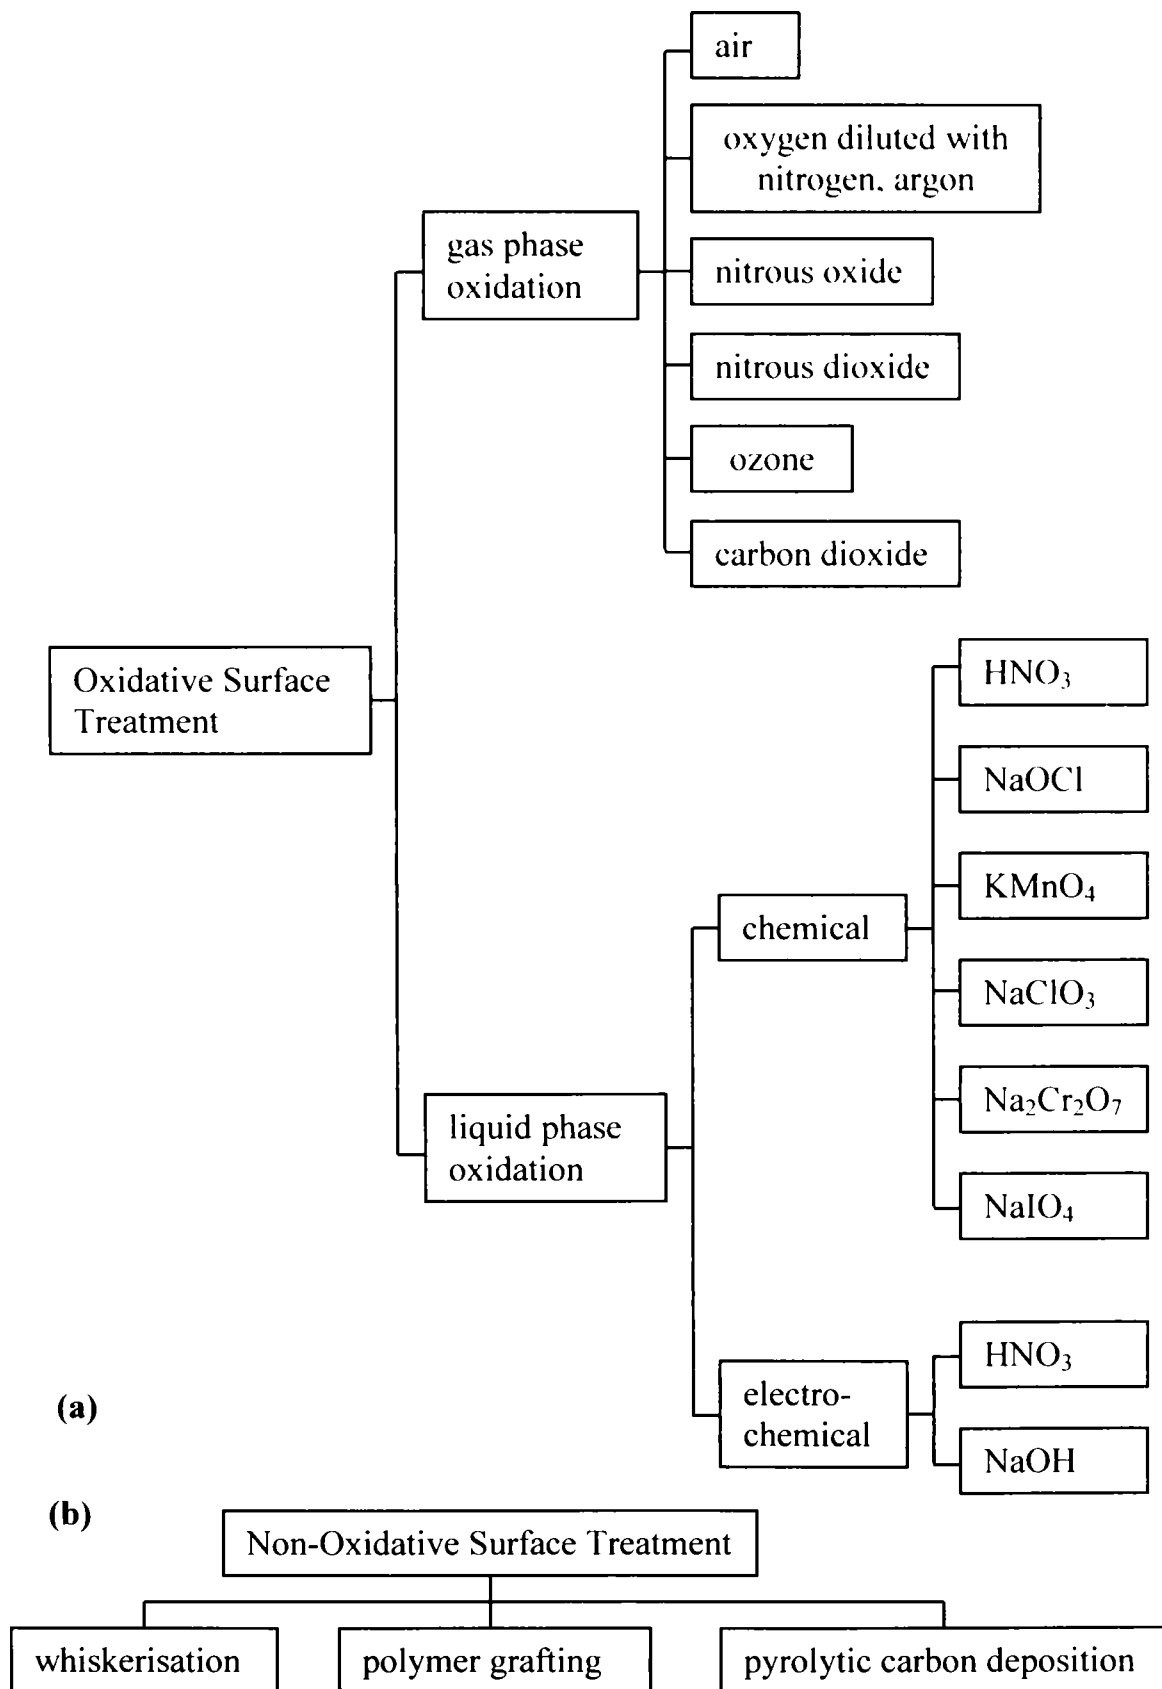 air
oxygen diluted with
nitrogen, argon
gas phase
oxidation
nitrous oxide
nitrous dioxide
ozone
carbon dioxide
Oxidative Surface
Treatment
HNO₃
NaOCl
KMnO₄
chemical
NaClO₃
Na₂Cr₂O₇
liquid phase
oxidation
NaIO₄
HNO₃
electro-
chemical
NaOH
(a)
(b)
Non-Oxidative Surface Treatment
whiskerisation
polymer grafting
pyrolytic carbon deposition